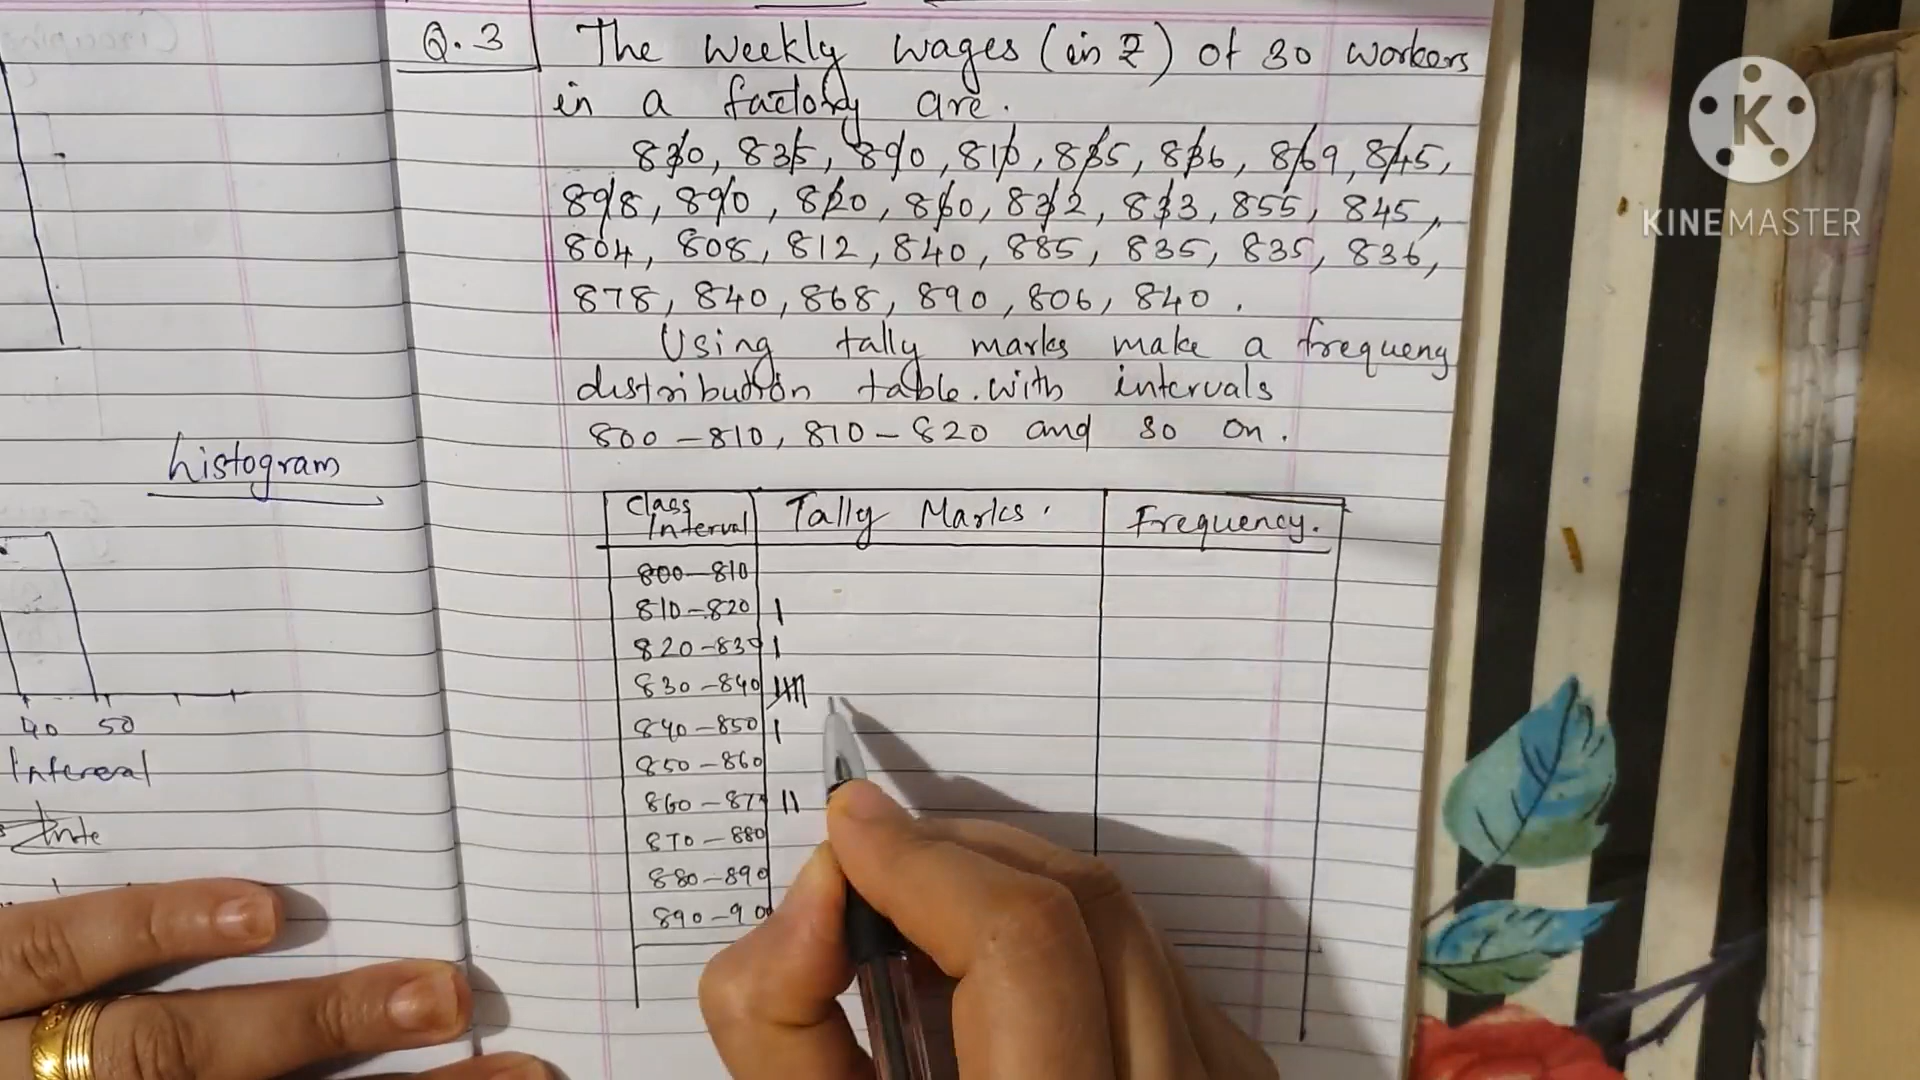 Q.3 The weekly wages (in ₹) of 30 workers
in a factory are.
830, 835, 890, 810, 835, 836, 869, 845,
898, 890, 820, 860, 832, 833, 855, 845,
804, 808, 812, 840, 885, 835, 835, 836,
878, 840, 868, 890, 806, 840.
Using tally marks make a frequeny
distribution table. with intervals
800-810, 810-820 and so on.
histogram
Class Interval Tally Marks. Frequency.
800-810
810-820 |
820-830 |
830-840 ||||
840-850 |
850-860
860-870 ||
870-880
880-890
890-90
40 50
Intereral
K
KINEMASTER